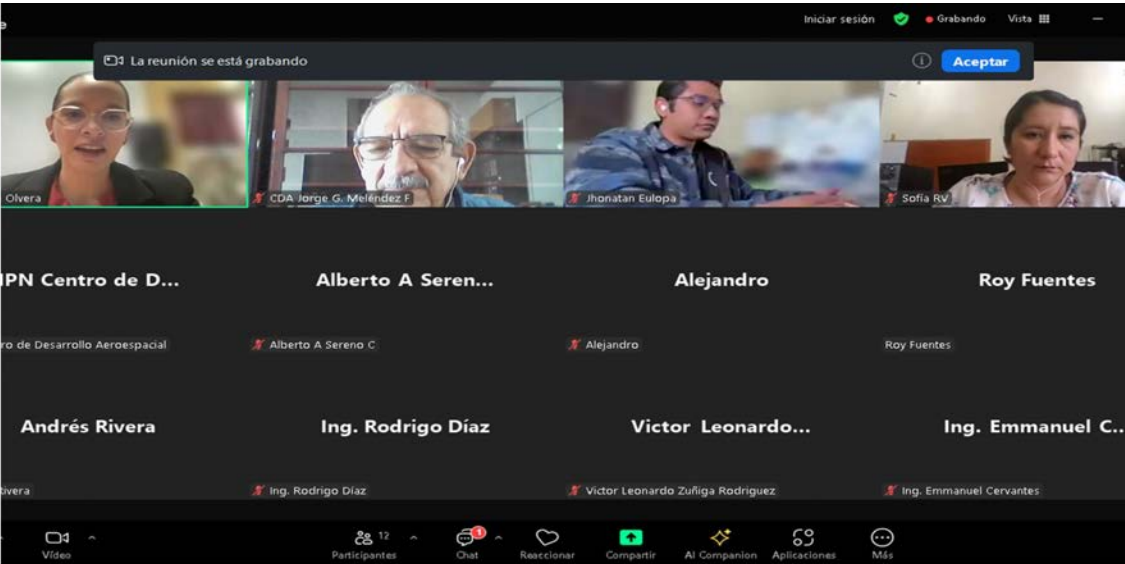 e
Iniciar sesión
Grabando
Vista
La reunión se está grabando
Aceptar
Olvera
CDA Jorge G. Meléndez F
Jhonatan Eulopa
Sofía RV
IPN Centro de D...
Alberto A Seren...
Alejandro
Roy Fuentes
ro de Desarrollo Aeroespacial
Alberto A Sereno C
Alejandro
Roy Fuentes
Andrés Rivera
Ing. Rodrigo Díaz
Victor Leonardo...
Ing. Emmanuel C...
Rivera
Ing. Rodrigo Díaz
Victor Leonardo Zuñiga Rodriguez
Ing. Emmanuel Cervantes
Vídeo
12
Participantes
1
Chat
Reaccionar
Compartir
AI Companion
Aplicaciones
Más